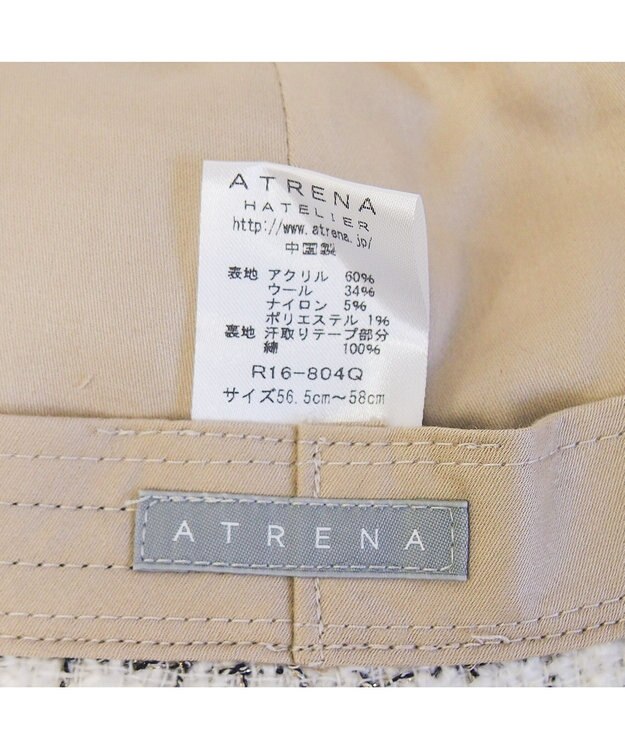 ATRENA
HATELIER
http://www.atrena.jp/
中国製
表地 アクリル 60%
ウール 34%
ナイロン 5%
ポリエステル 1%
裏地 汗取りテープ部分
綿 100%
R16-804Q
サイズ56.5cm～58cm
ATRENA